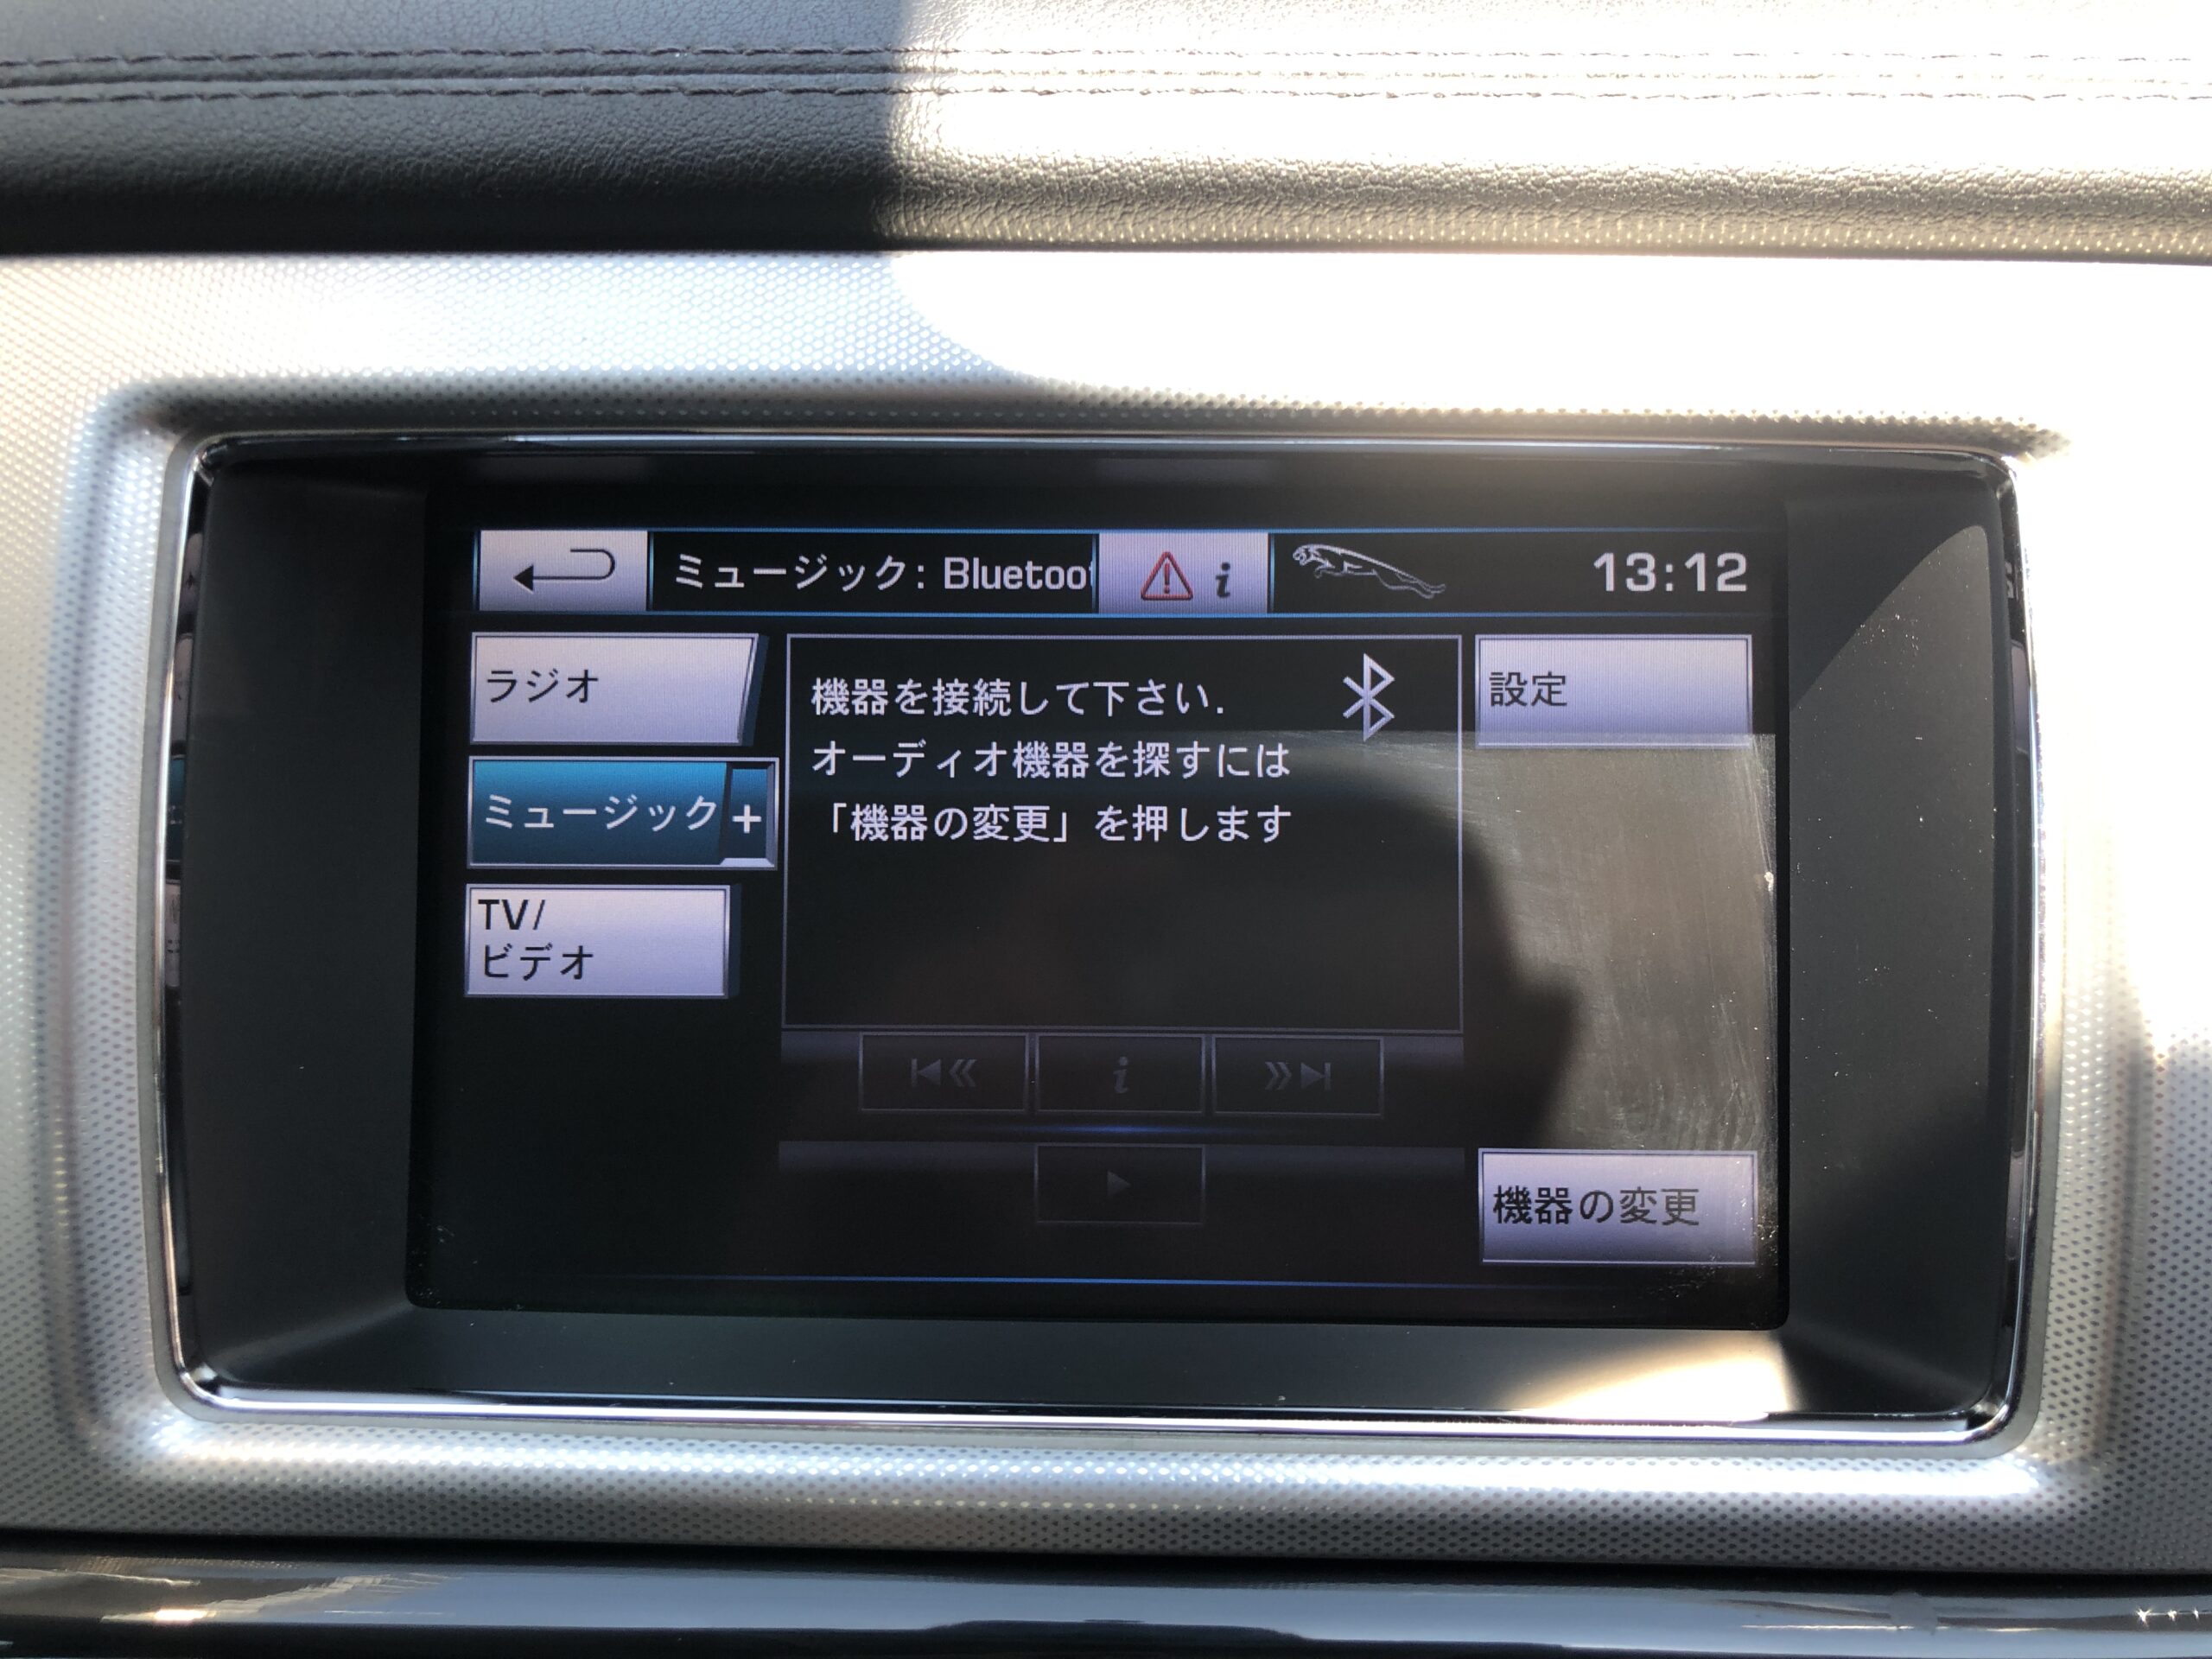 ミュージック: Bluetoo
i
13:12
ラジオ
ミュージック +
TV/
ビデオ
機器を接続して下さい.
オーディオ機器を探すには
「機器の変更」を押します
設定
i
機器の変更